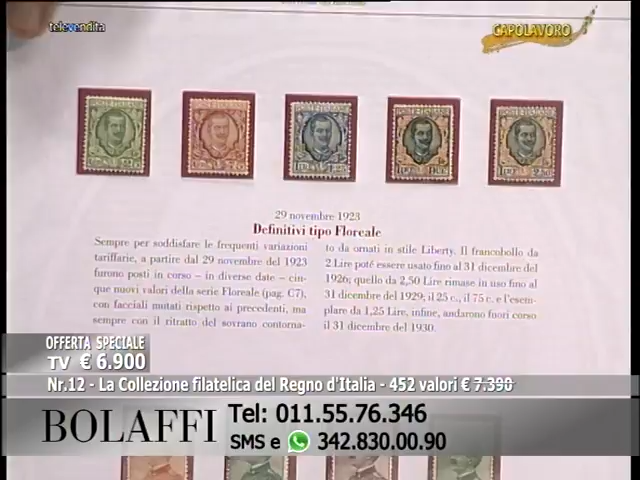 televendita
CAPOLAVORO
29 novembre 1923
Definitivi tipo Floreale
Sempre per soddisfare le frequenti variazioni
tariffarie, a partire dal 29 novembre del 1923
furono posti in corso – in diverse date – cin-
que nuovi valori della serie Floreale (pag. C7),
con facciali mutati rispetto ai precedenti, ma
sempre con il ritratto del sovrano contorna-
to da ornati in stile Liberty. Il francobollo da
2 Lire poté essere usato fino al 31 dicembre del
1926; quello da 2,50 Lire rimase in uso fino al
31 dicembre del 1929; il 25 c., il 75 c. e l'esem-
plare da 1,25 Lire, infine, andarono fuori corso
il 31 dicembre del 1930.
OFFERTA SPECIALE
TV € 6.900
Nr.12 - La Collezione filatelica del Regno d'Italia - 452 valori € 7.390
BOLAFFI
Tel: 011.55.76.346
SMS e 342.830.00.90